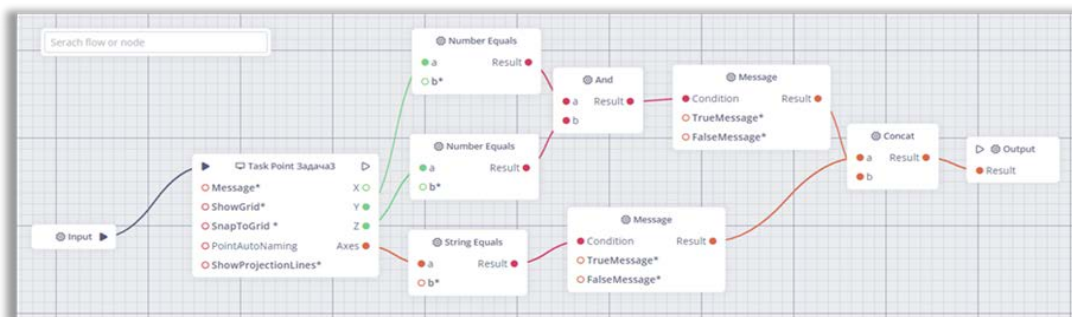 Serach flow or node
Input
Task Point Задача3
Message*
X
ShowGrid*
Y
SnapToGrid *
Z
PointAutoNaming
Axes
ShowProjectionLines*
Number Equals
a
Result
b*
Number Equals
a
Result
b*
String Equals
a
Result
b*
And
a
Result
b
Message
Condition
Result
TrueMessage*
FalseMessage*
Message
Condition
Result
TrueMessage*
FalseMessage*
Concat
a
Result
b
Output
Result